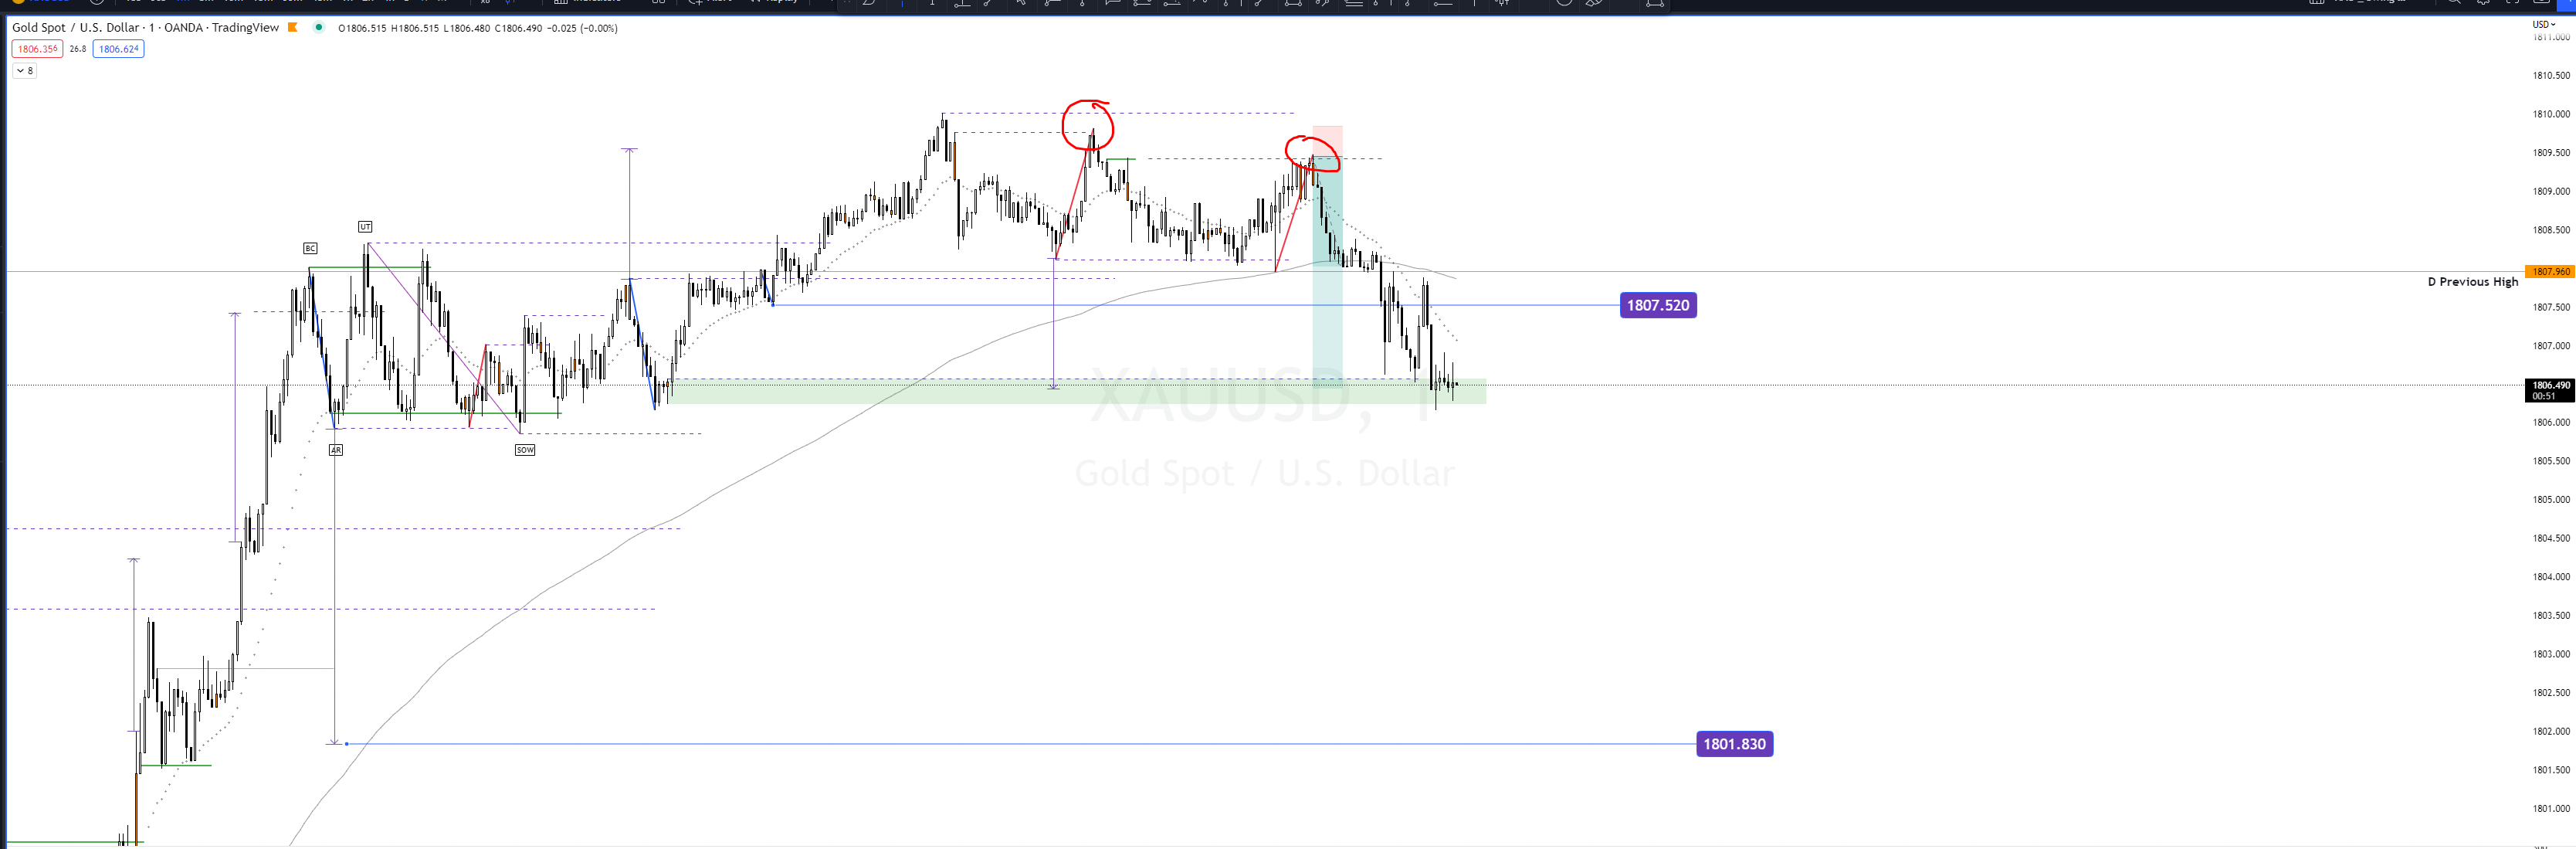 Gold Spot / U.S. Dollar · 1 · OANDA · TradingView
O1806.515 H1806.515 L1806.480 C1806.490 −0.025 (−0.00%)
USD
1806.356 26.8 1806.624
8
1811.000
1810.500
1810.000
1809.500
1809.000
1808.500
1807.960
D Previous High
1807.500
1807.000
1806.490
00:51
1806.000
1805.500
1805.000
1804.500
1804.000
1803.500
1803.000
1802.500
1802.000
1801.500
1801.000
BC
UT
AR
SOW
1807.520
XAUUSD, 1
Gold Spot / U.S. Dollar
1801.830